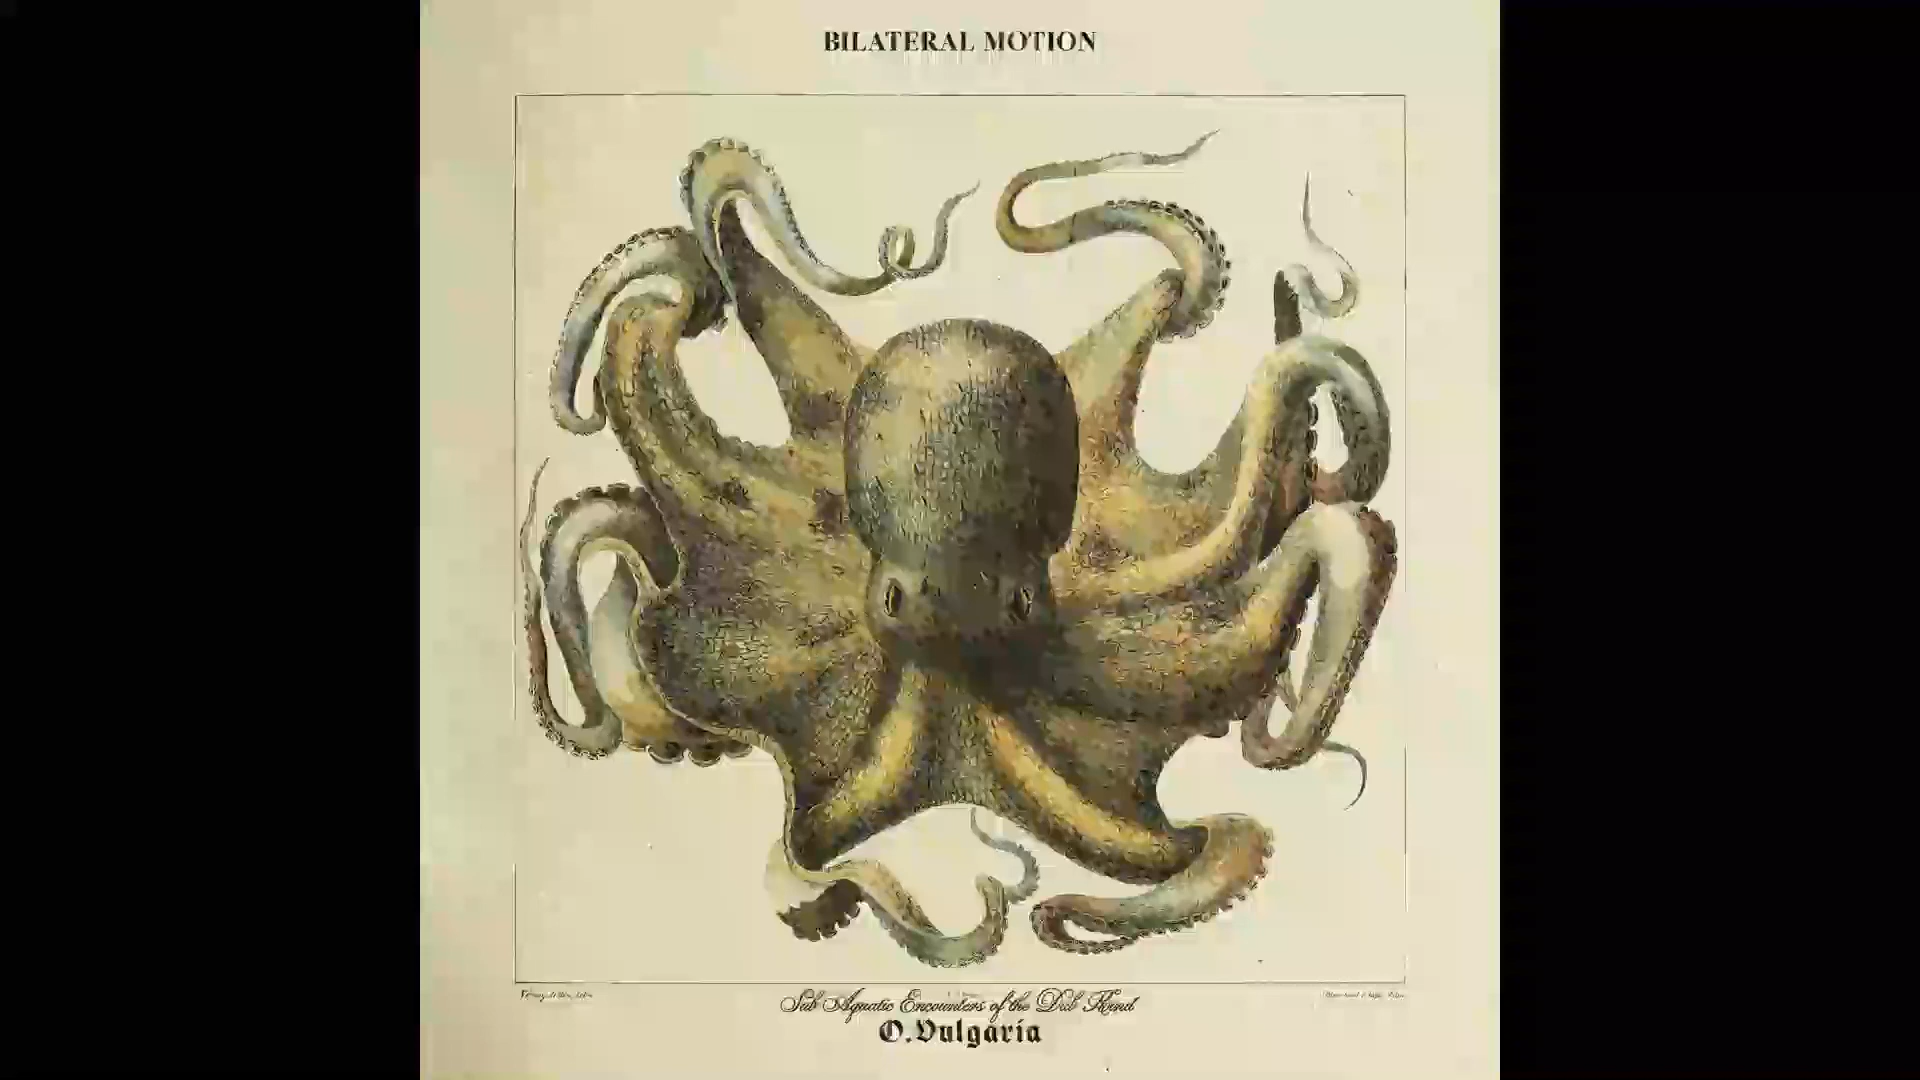 BILATERAL MOTION
Sub Aquatic Encounters of the Dub Kind
O.Vulgaria